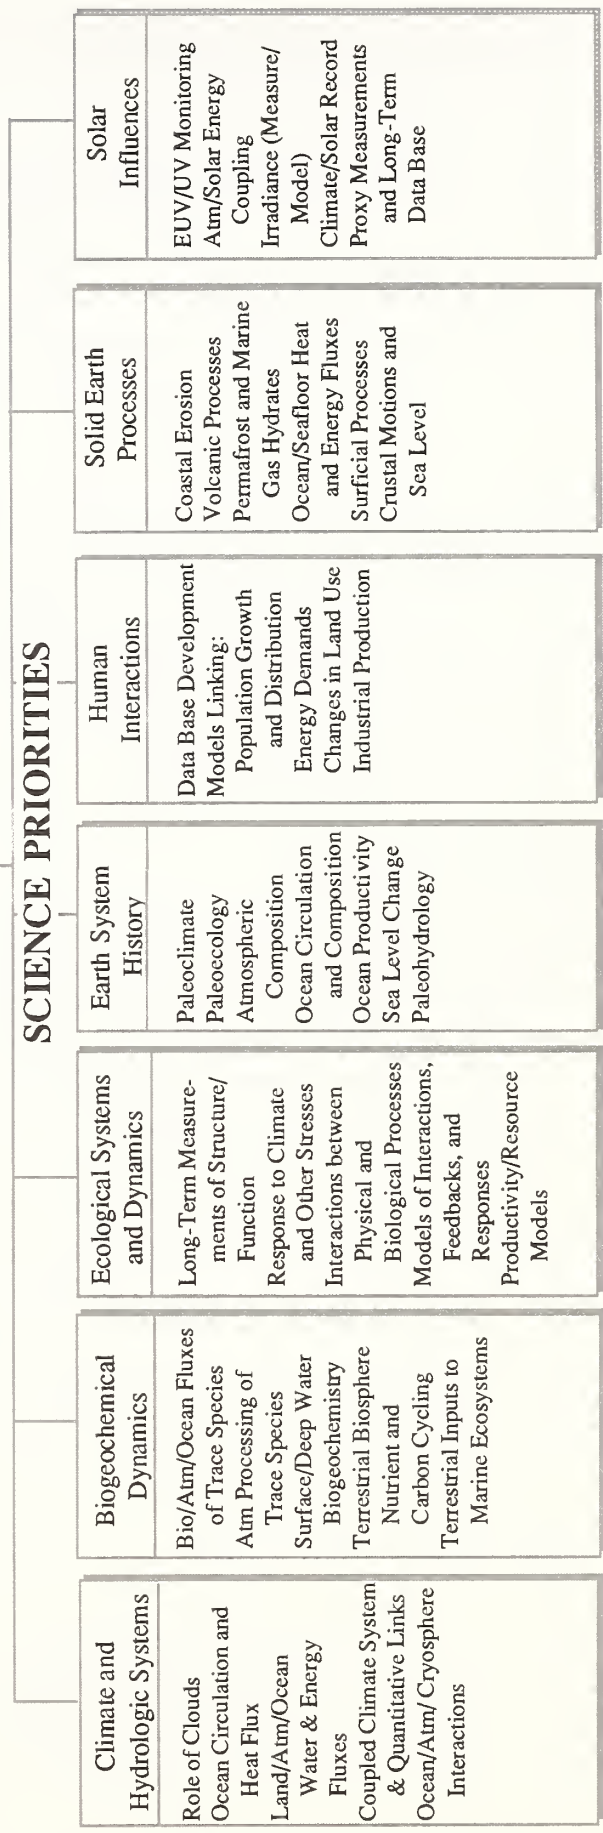 SCIENCE PRIORITIES
Climate and
Hydrologic Systems
Role of Clouds
Ocean Circulation and
Heat Flux
Land/Atm/Ocean
Water & Energy
Fluxes
Coupled Climate System
& Quantitative Links
Ocean/Atm/ Cryosphere
Interactions
Biogeochemical
Dynamics
Bio/Atm/Ocean Fluxes
of Trace Species
Atm Processing of
Trace Species
Surface/Deep Water
Biogeochemistry
Terrestrial Biosphere
Nutrient and
Carbon Cycling
Terrestrial Inputs to
Marine Ecosystems
Ecological Systems
and Dynamics
Long-Term Measure-
ments of Structure/
Function
Response to Climate
and Other Stresses
Interactions between
Physical and
Biological Processes
Models of Interactions,
Feedbacks, and
Responses
Productivity/Resource
Models
Earth System
History
Paleoclimate
Paleoecology
Atmospheric
Composition
Ocean Circulation
and Composition
Ocean Productivity
Sea Level Change
Paleohydrology
Human
Interactions
Data Base Development
Models Linking:
Population Growth
and Distribution
Energy Demands
Changes in Land Use
Industrial Production
Solid Earth
Processes
Coastal Erosion
Volcanic Processes
Permafrost and Marine
Gas Hydrates
Ocean/Seafloor Heat
and Energy Fluxes
Surficial Processes
Crustal Motions and
Sea Level
Solar
Influences
EUV/UV Monitoring
Atm/Solar Energy
Coupling
Irradiance (Measure/
Model)
Climate/Solar Record
Proxy Measurements
and Long-Term
Data Base